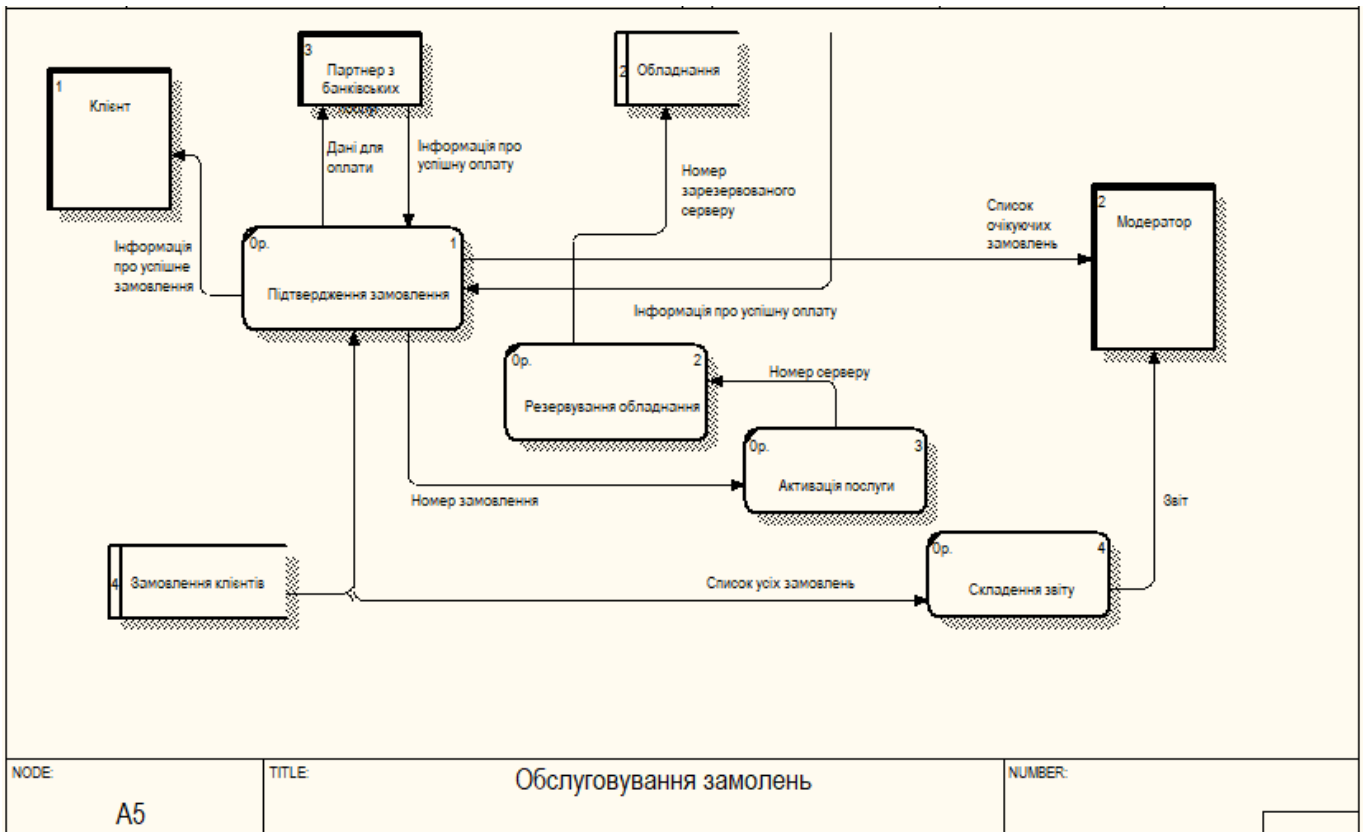 1
Клієнт
3
Партнер з
банківських
2
Обладнання
Дані для
оплати
Інформація про
успішну оплату
Номер
зарезервованого
серверу
2
Модератор
Список
очікуючих
замовлень
Інформація
про успішне
замовлення
0р.
1
Підтвердження замовлення
Інформація про успішну оплату
0р.
2
Резервування обладнання
Номер серверу
0р.
3
Активація послуги
Номер замовлення
Звіт
4
Замовлення клієнтів
Список усіх замовлень
0р.
4
Складення звіту
NODE:
A5
TITLE:
Обслуговування замолень
NUMBER: